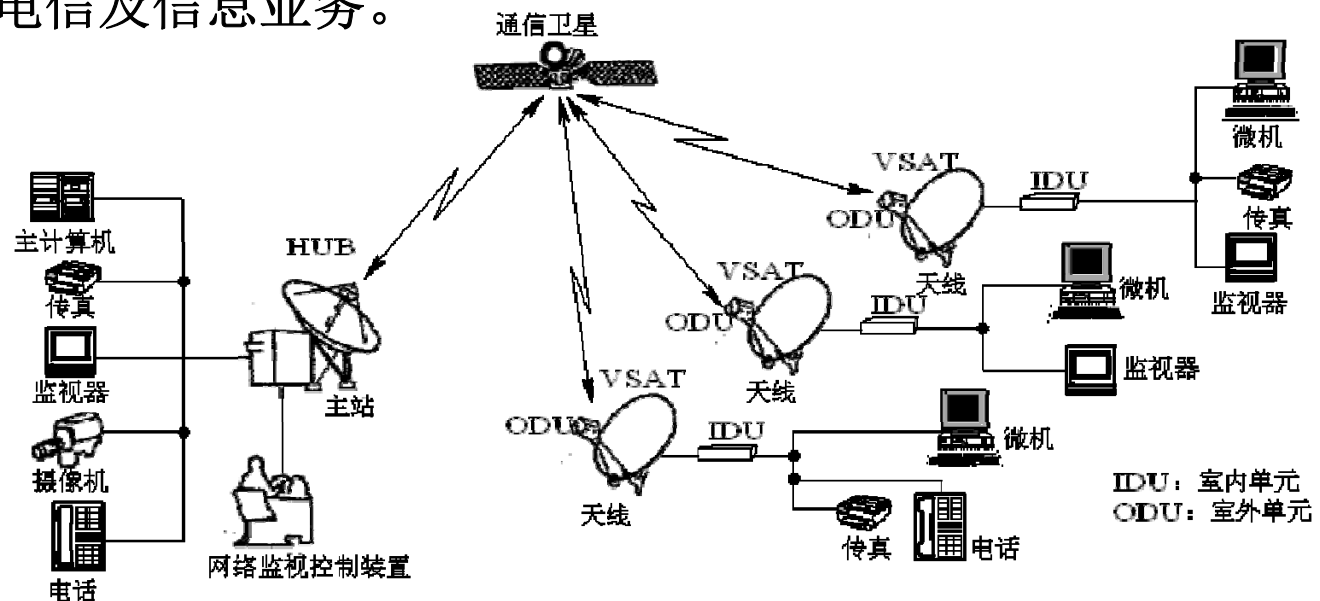 电信及信息业务。
通信卫星
微机
VSAT
IDU
ODU
传真
天线
监视器
主计算机
HUB
传真
VSAT
IDU
微机
ODU
监视器
主站
天线
监视器
VSAT
ODU
IDU
微机
摄像机
天线
传真
电话
IDU：室内单元
ODU：室外单元
网络监视控制装置
电话